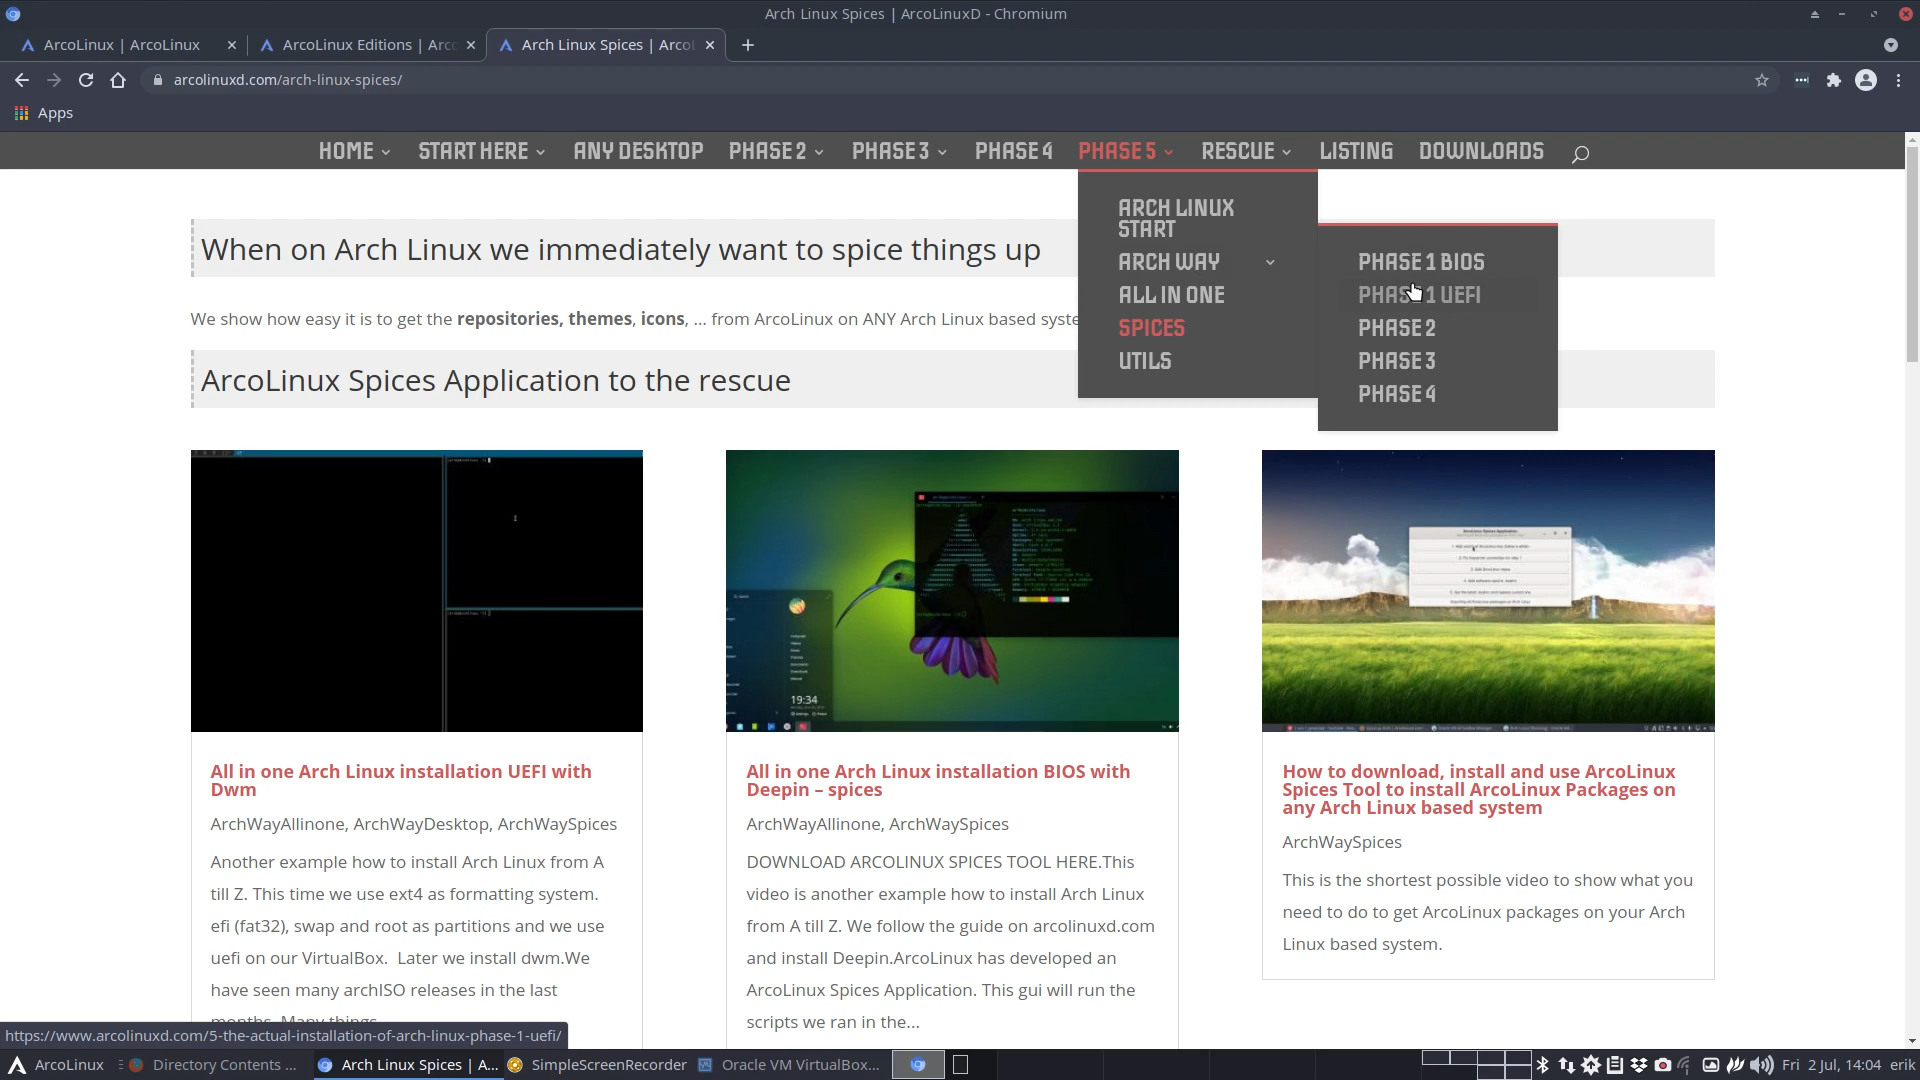 Arch Linux Spices | ArcoLinuxD - Chromium
ArcoLinux | ArcoLinux
ArcoLinux Editions | Arc
Arch Linux Spices | Arcol
arcolinuxd.com/arch-linux-spices/
Apps
HOME START HERE ANY DESKTOP PHASE 2 PHASE 3 PHASE 4 PHASE 5 RESCUE LISTING DOWNLOADS
ARCH LINUX
START
ARCH WAY
ALL IN ONE
SPICES
UTILS
PHASE 1 BIOS
PHASE 1 UEFI
PHASE 2
PHASE 3
PHASE 4
When on Arch Linux we immediately want to spice things up
We show how easy it is to get the repositories, themes, icons, ... from ArcoLinux on ANY Arch Linux based syste
ArcoLinux Spices Application to the rescue
19:34
All in one Arch Linux installation UEFI with
Dwm
ArchWayAllinone, ArchWayDesktop, ArchWaySpices
Another example how to install Arch Linux from A
till Z. This time we use ext4 as formatting system.
efi (fat32), swap and root as partitions and we use
uefi on our VirtualBox. Later we install dwm.We
have seen many archISO releases in the last
months. Many things
All in one Arch Linux installation BIOS with
Deepin – spices
ArchWayAllinone, ArchWaySpices
DOWNLOAD ARCOLINUX SPICES TOOL HERE.This
video is another example how to install Arch Linux
from A till Z. We follow the guide on arcolinuxd.com
and install Deepin.ArcoLinux has developed an
ArcoLinux Spices Application. This gui will run the
scripts we ran in the...
How to download, install and use ArcoLinux
Spices Tool to install ArcoLinux Packages on
any Arch Linux based system
ArchWaySpices
This is the shortest possible video to show what you
need to do to get ArcoLinux packages on your Arch
Linux based system.
https://www.arcolinuxd.com/5-the-actual-installation-of-arch-linux-phase-1-uefi/
ArcoLinux
Directory Contents ...
Arch Linux Spices | A...
SimpleScreenRecorder
Oracle VM VirtualBox...
Fri 2 Jul, 14:04 erik